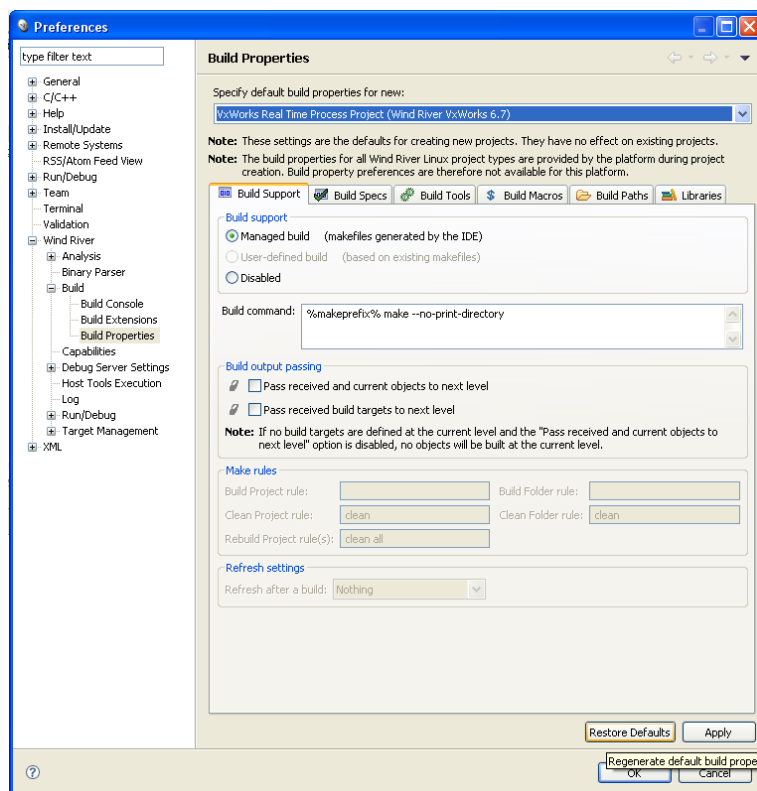 Preferences
type filter text
General
C/C++
Help
Install/Update
Remote Systems
RSS/Atom Feed View
Run/Debug
Team
Terminal
Validation
Wind River
Analysis
Binary Parser
Build
Build Console
Build Extensions
Build Properties
Capabilities
Debug Server Settings
Host Tools Execution
Log
Run/Debug
Target Management
XML
Build Properties
Specify default build properties for new:
VxWorks Real Time Process Project (Wind River VxWorks 6.7)
Note: These settings are the defaults for creating new projects. They have no effect on existing projects.
Note: The build properties for all Wind River Linux project types are provided by the platform during project
creation. Build property preferences are therefore not available for this platform.
Build Support Build Specs Build Tools $ Build Macros Build Paths Libraries
Build support
Managed build (makefiles generated by the IDE)
User-defined build (based on existing makefiles)
Disabled
Build command: %makeprefix% make --no-print-directory
Build output passing
Pass received and current objects to next level
Pass received build targets to next level
Note: If no build targets are defined at the current level and the "Pass received and current objects to
next level" option is disabled, no objects will be built at the current level.
Make rules
Build Project rule: Build Folder rule:
Clean Project rule: clean Clean Folder rule: clean
Rebuild Project rule(s): clean all
Refresh settings
Refresh after a build: Nothing
Restore Defaults Apply
Regenerate default build prope
? OK Cancel